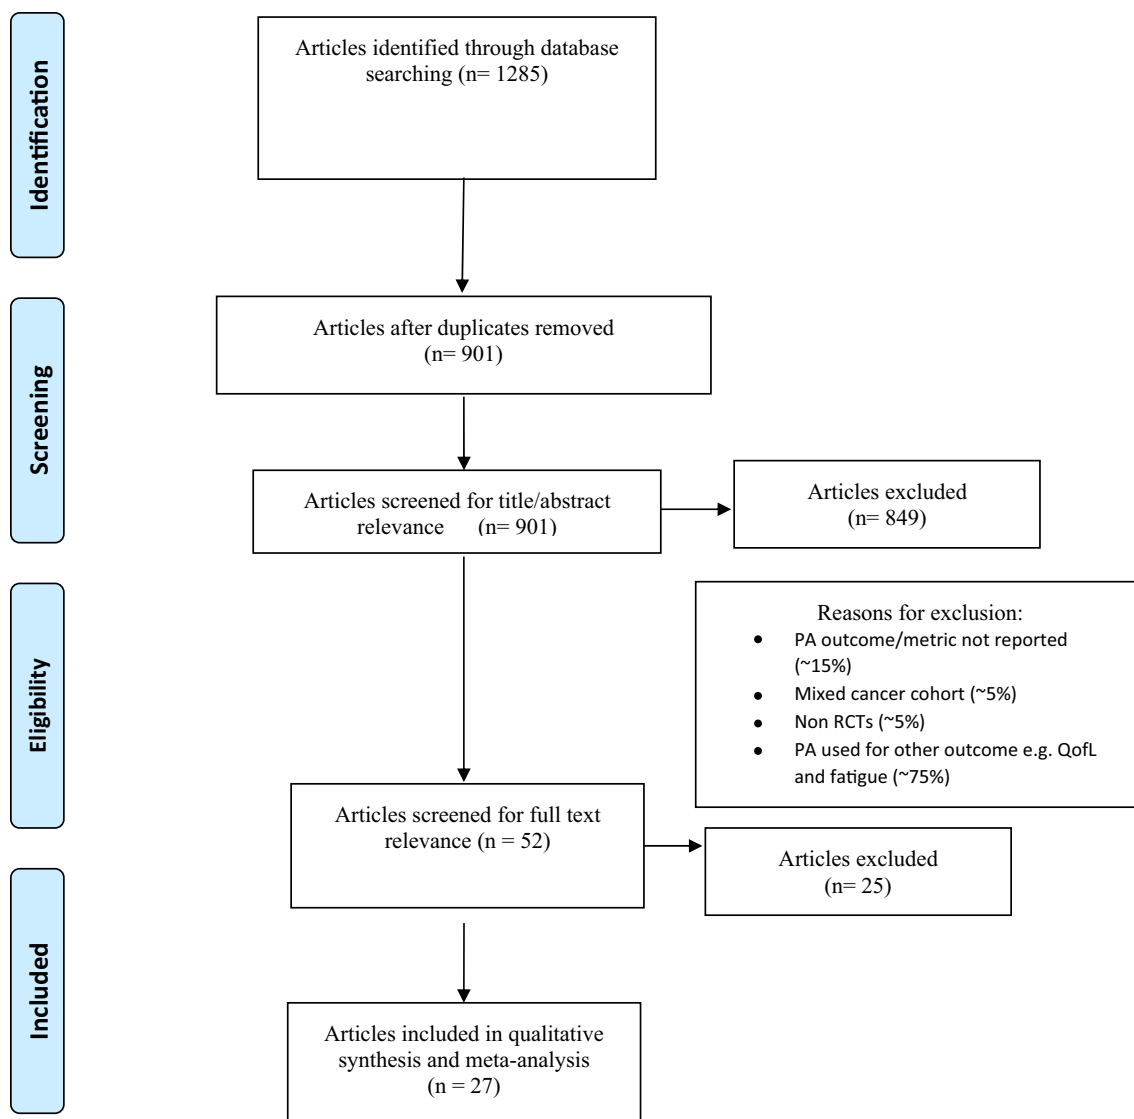 Identification
Articles identified through database
searching (n= 1285)
Screening
Articles after duplicates removed
(n= 901)
Articles screened for title/abstract
relevance (n= 901)
Articles excluded
(n= 849)
Eligibility
Reasons for exclusion:
• PA outcome/metric not reported
(~15%)
• Mixed cancer cohort (~5%)
• Non RCTs (~5%)
• PA used for other outcome e.g. QofL
and fatigue (~75%)
Articles screened for full text
relevance (n = 52)
Articles excluded
(n= 25)
Included
Articles included in qualitative
synthesis and meta-analysis
(n = 27)